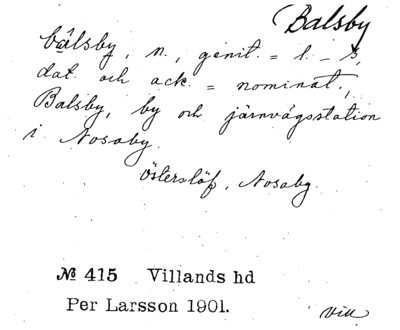 Balsby
bålsby, n., genit. = l. -s,
dat. och ack. = nominat.,
Balsby, by och järnvägsstation
i Nosaby.
Österslöf, Nosaby.
№ 415 Villands hd
Per Larsson 1901.
Vill